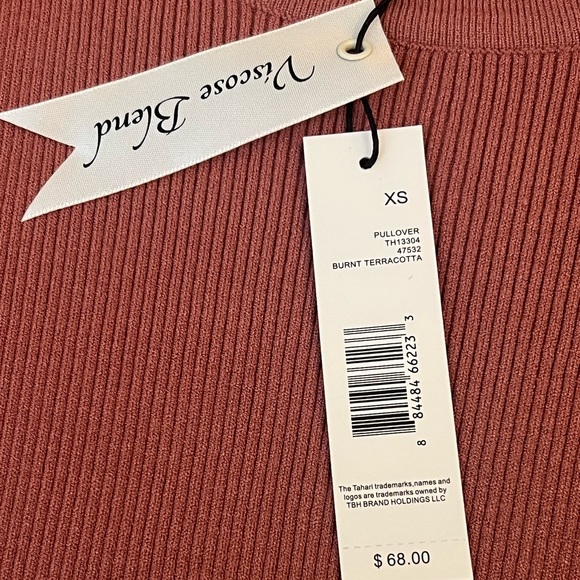 Viscose Blend
XS
PULLOVER
TH13304
47532
BURNT TERRACOTTA
8 84484 66223 3
The Tahari trademarks,names and
logos are trademarks owned by
TBH BRAND HOLDINGS LLC
$ 68.00